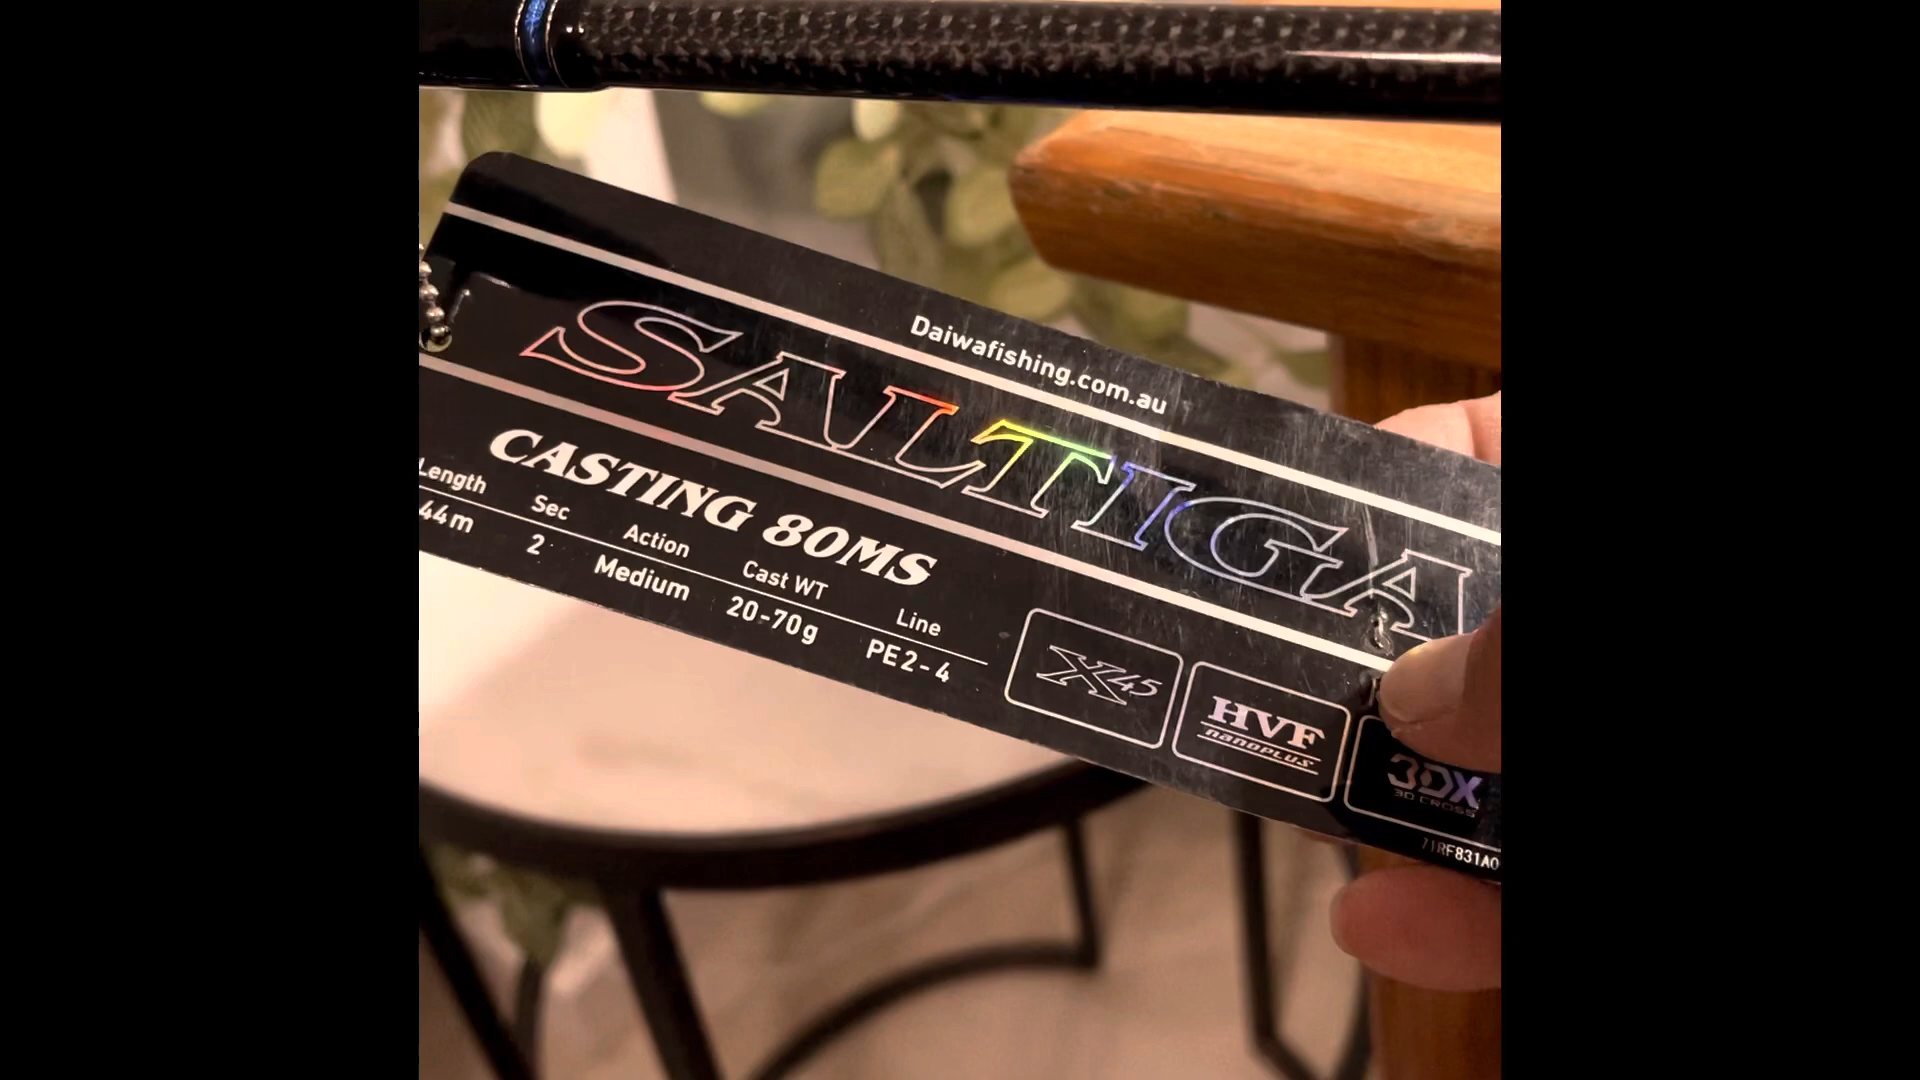 Daiwafishing.com.au
SALTIGA
CASTING 80MS
Length Sec Action Cast WT Line
44m 2 Medium 20-70g PE2-4
X45
HVF
nanoplus
3DX
3D CROSS